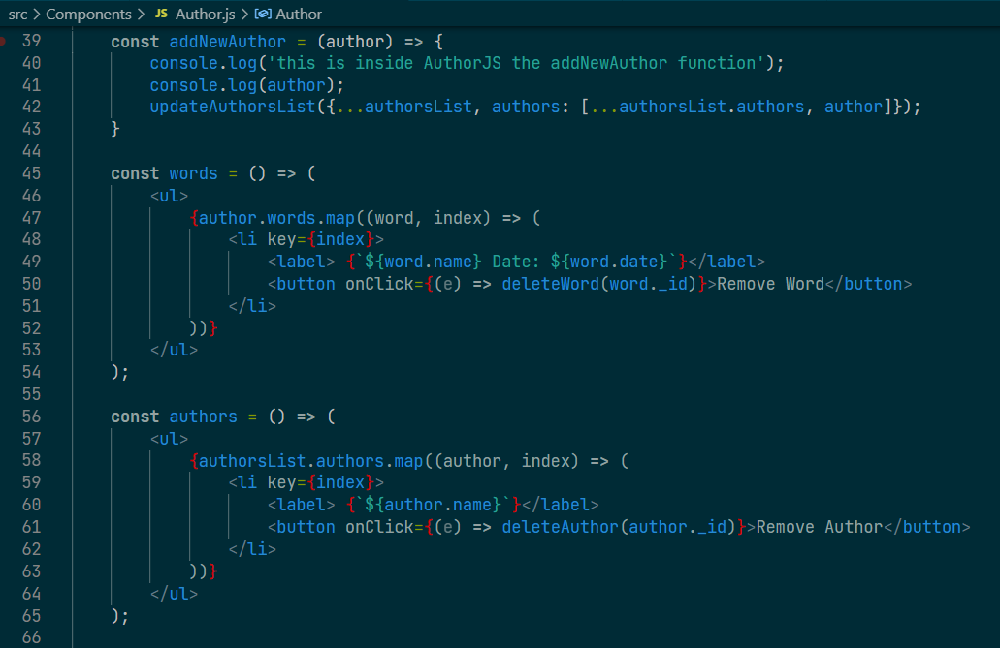 src > Components > JS Author.js > Author
39 const addNewAuthor = (author) => {
40 console.log('this is inside AuthorJS the addNewAuthor function');
41 console.log(author);
42 updateAuthorsList({...authorsList, authors: [...authorsList.authors, author]});
43 }
44
45 const words = () => (
46 <ul>
47 {author.words.map((word, index) => (
48 <li key={index}>
49 <label> {`${word.name} Date: ${word.date}`}</label>
50 <button onClick={(e) => deleteWord(word._id)}>Remove Word</button>
51 </li>
52 ))}
53 </ul>
54 );
55
56 const authors = () => (
57 <ul>
58 {authorsList.authors.map((author, index) => (
59 <li key={index}>
60 <label> {`${author.name}`}</label>
61 <button onClick={(e) => deleteAuthor(author._id)}>Remove Author</button>
62 </li>
63 ))}
64 </ul>
65 );
66